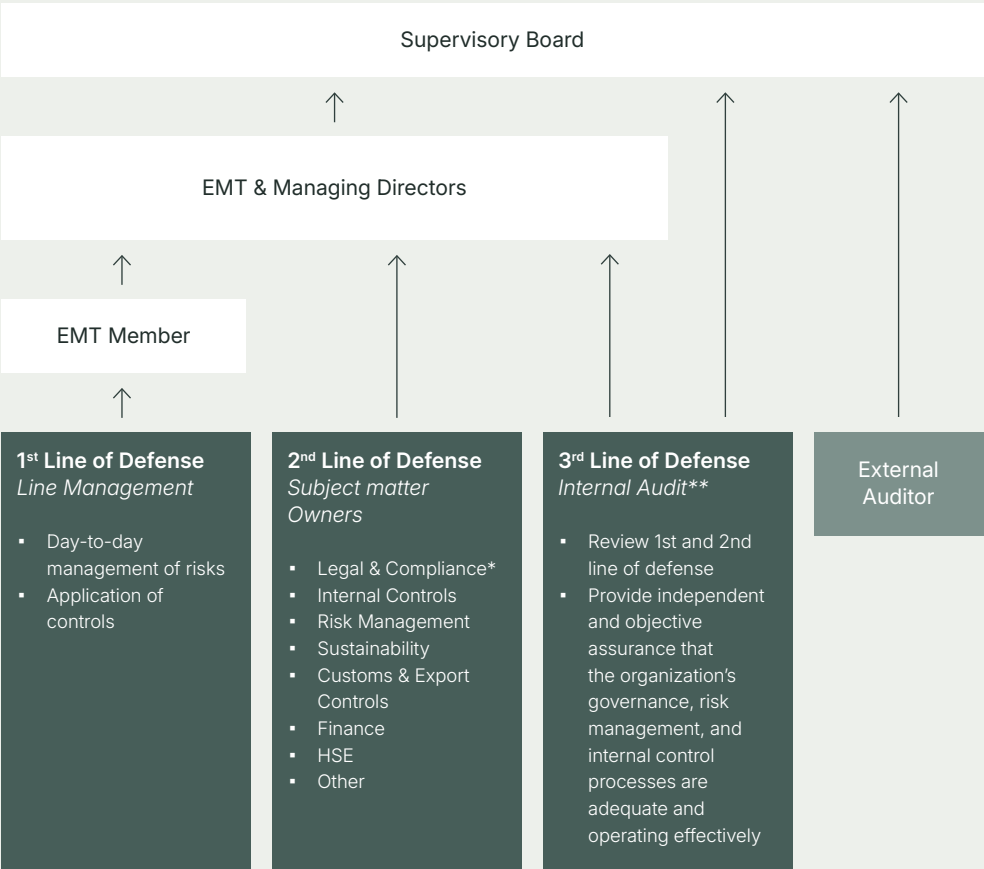 Supervisory Board
EMT & Managing Directors
EMT Member
1st Line of Defense
Line Management
▪ Day-to-day
management of risks
▪ Application of
controls
2nd Line of Defense
Subject matter
Owners
▪ Legal & Compliance*
▪ Internal Controls
▪ Risk Management
▪ Sustainability
▪ Customs & Export
Controls
▪ Finance
▪ HSE
▪ Other
3rd Line of Defense
Internal Audit**
▪ Review 1st and 2nd
line of defense
▪ Provide independent
and objective
assurance that
the organization’s
governance, risk
management, and
internal control
processes are
adequate and
operating effectively
External
Auditor